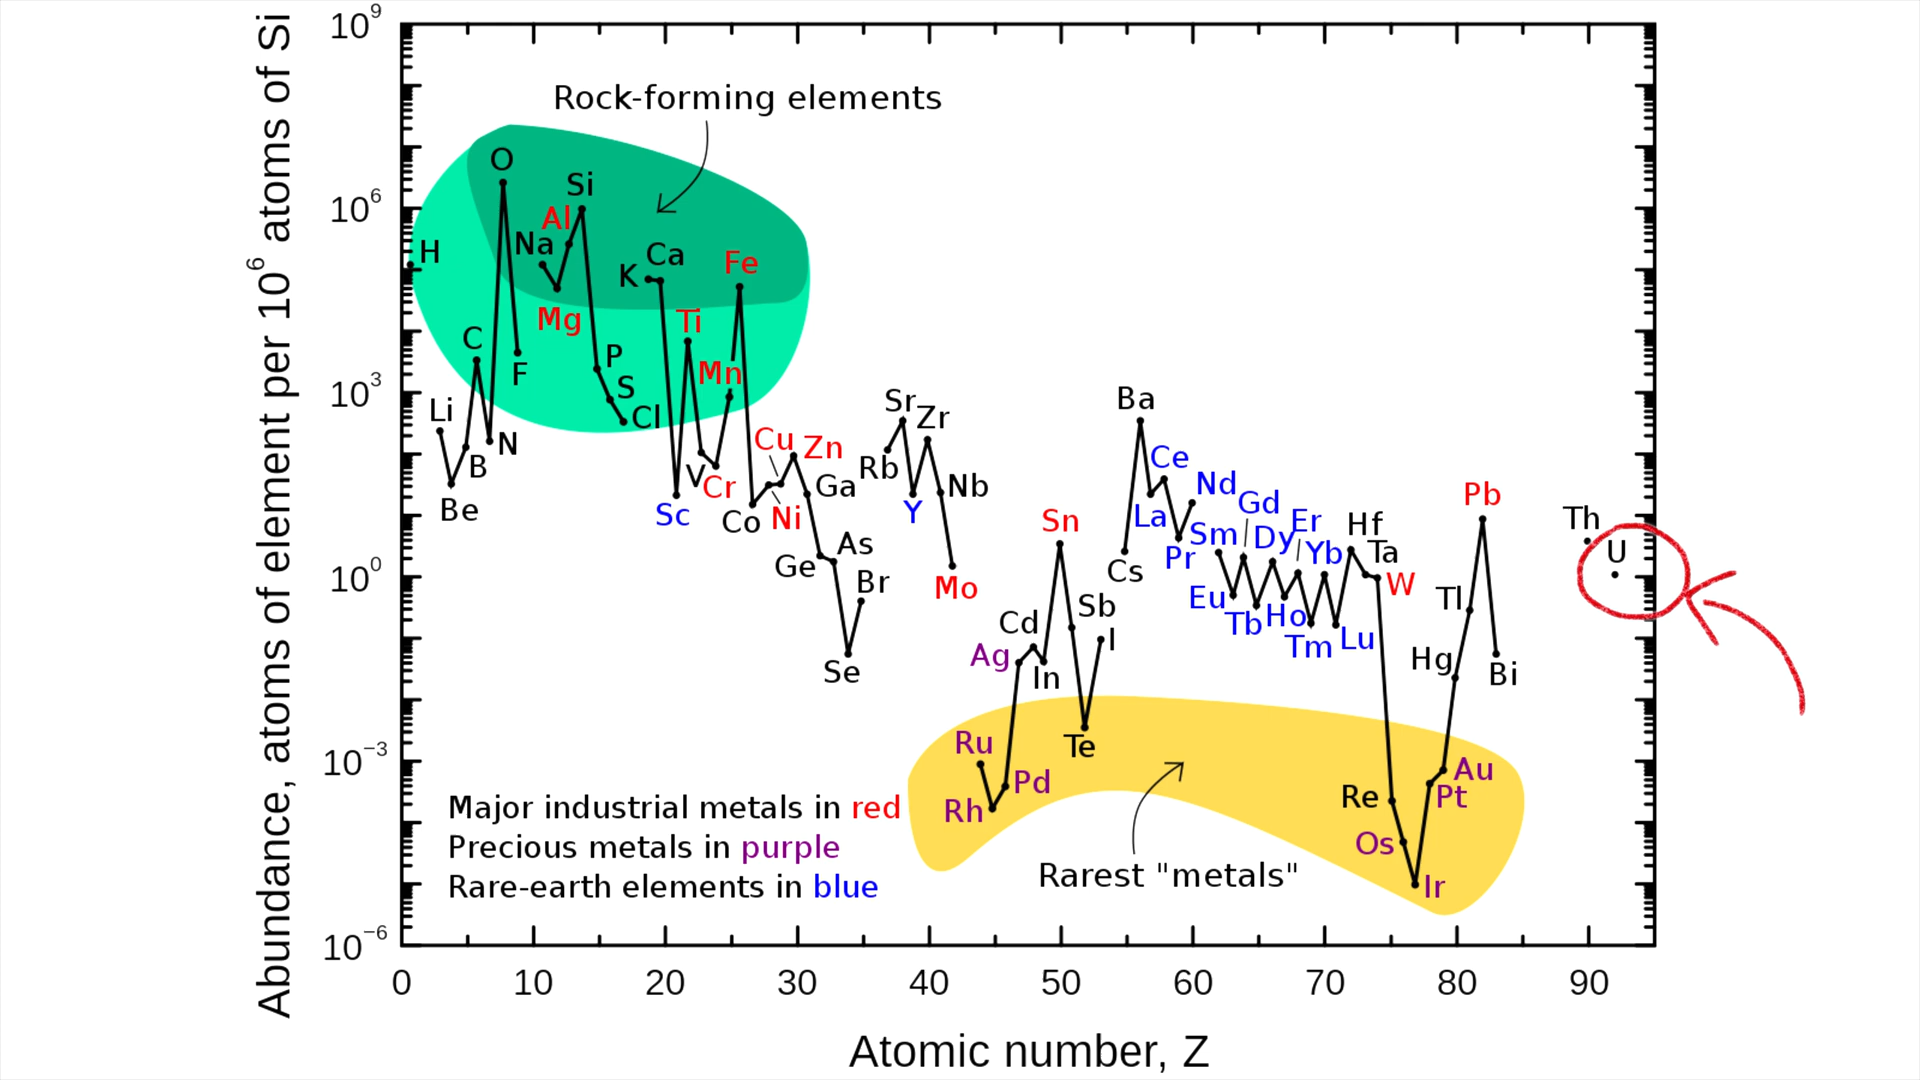 Abundance, atoms of element per 10⁶ atoms of Si
10⁹
10⁶
10³
10⁰
10⁻³
10⁻⁶
Rock-forming elements
H
Li
Be
B
C
N
O
F
Na
Mg
Al
Si
P
S
Cl
K
Ca
Sc
Ti
V
Cr
Mn
Fe
Co
Ni
Cu
Zn
Ga
Ge
As
Se
Br
Rb
Sr
Y
Zr
Nb
Mo
Ru
Rh
Pd
Ag
Cd
In
Sn
Sb
Te
I
Cs
Ba
La
Ce
Pr
Nd
Sm
Eu
Gd
Tb
Dy
Ho
Er
Tm
Yb
Lu
Hf
Ta
W
Re
Os
Ir
Pt
Au
Hg
Tl
Pb
Bi
Th
U
Major industrial metals in red
Precious metals in purple
Rare-earth elements in blue
Rarest "metals"
0 10 20 30 40 50 60 70 80 90
Atomic number, Z